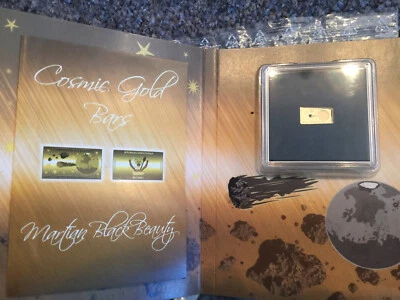 Cosmic Gold
Bars
Martian Black Beauty